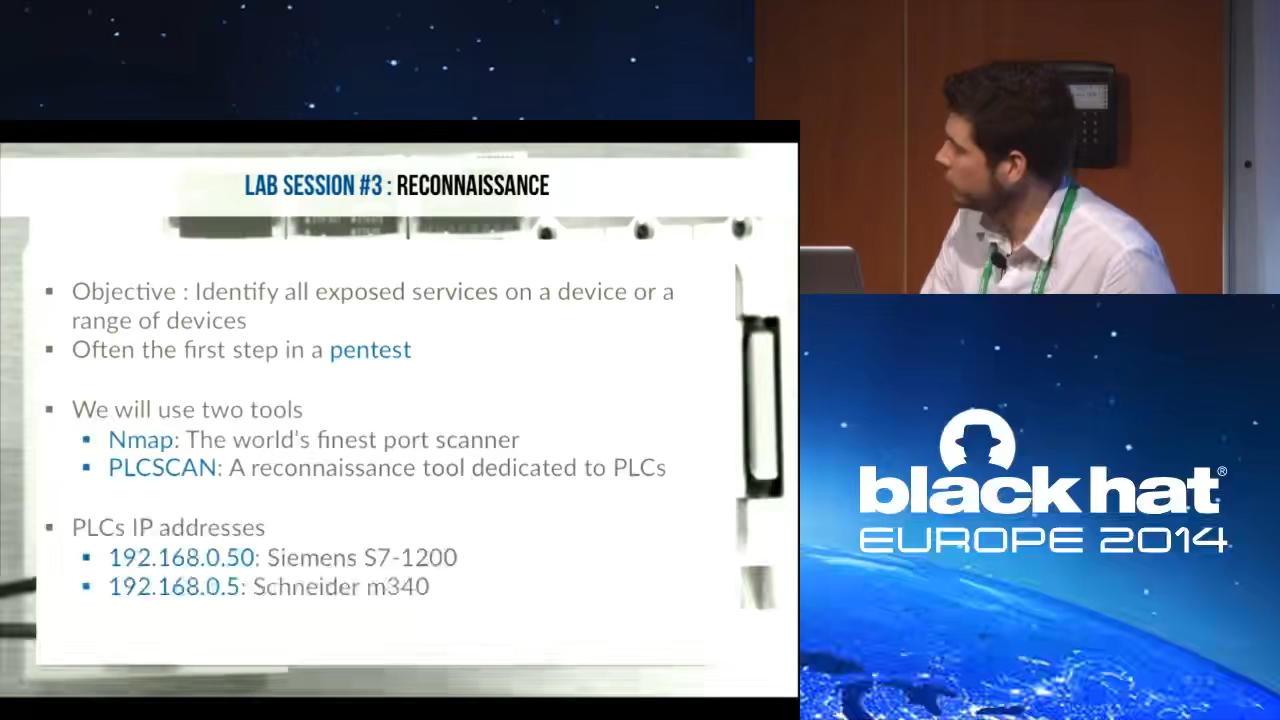 LAB SESSION #3 : RECONNAISSANCE
▪ Objective : Identify all exposed services on a device or a
range of devices
▪ Often the first step in a pentest
▪ We will use two tools
▪ Nmap: The world's finest port scanner
▪ PLCSCAN: A reconnaissance tool dedicated to PLCs
▪ PLCs IP addresses
▪ 192.168.0.50: Siemens S7-1200
▪ 192.168.0.5: Schneider m340
black hat®
EUROPE 2014